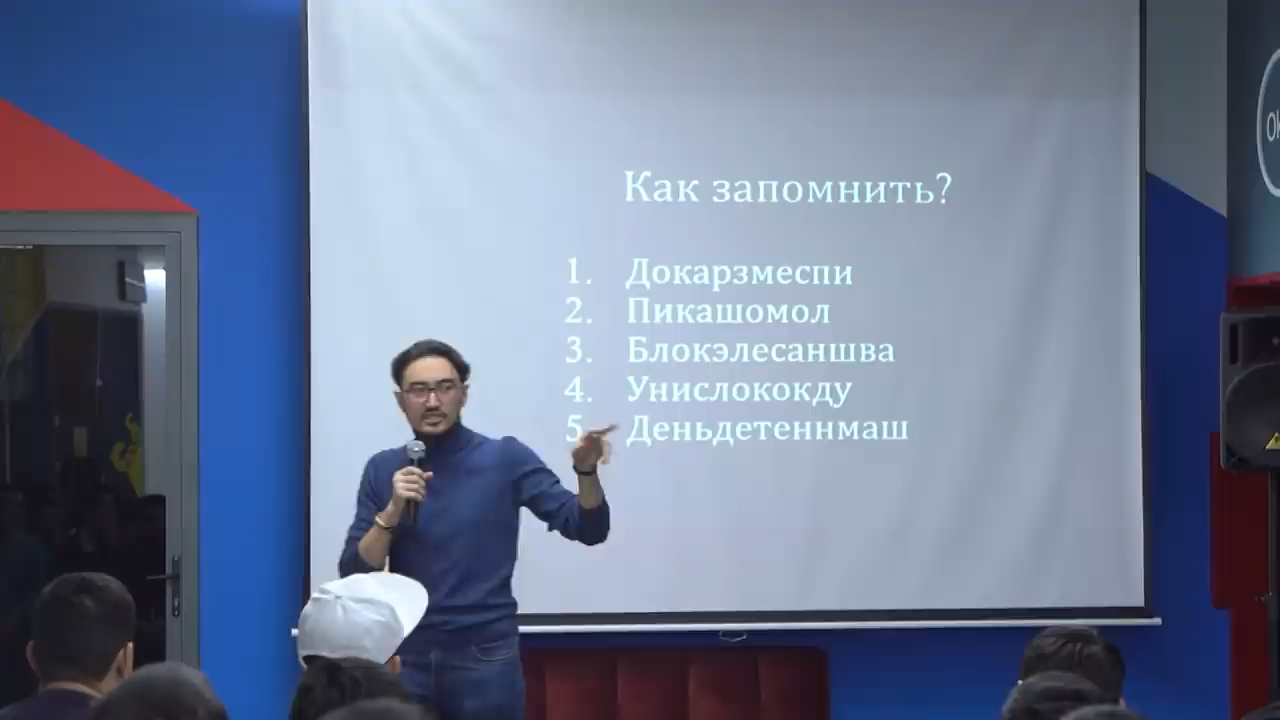 Как запомнить?
1. Докарзмеспи
2. Пикашомол
3. Блокэлесаншва
4. Унислококду
5. Деньдетеннмаш